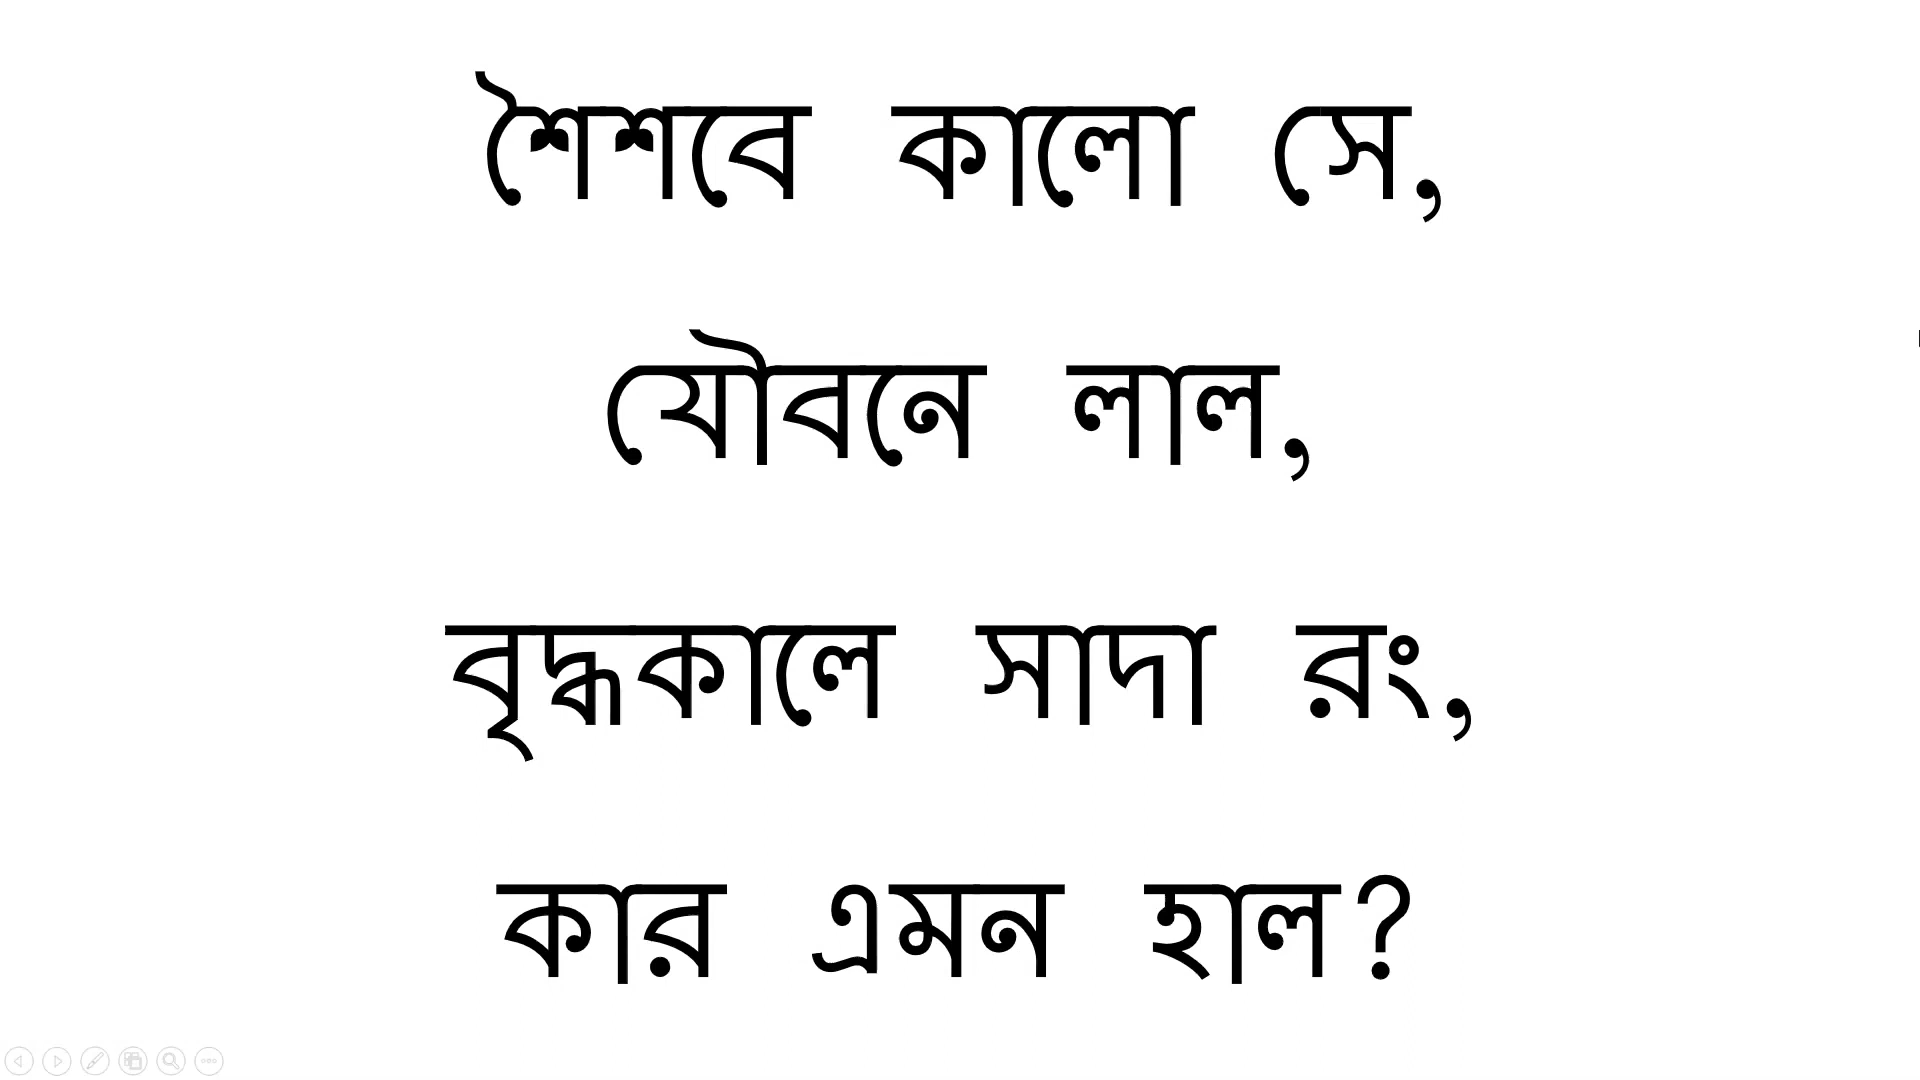 শৈশবে কালো সে,
যৌবনে লাল,
বৃদ্ধকালে সাদা রং,
কার এমন হাল?